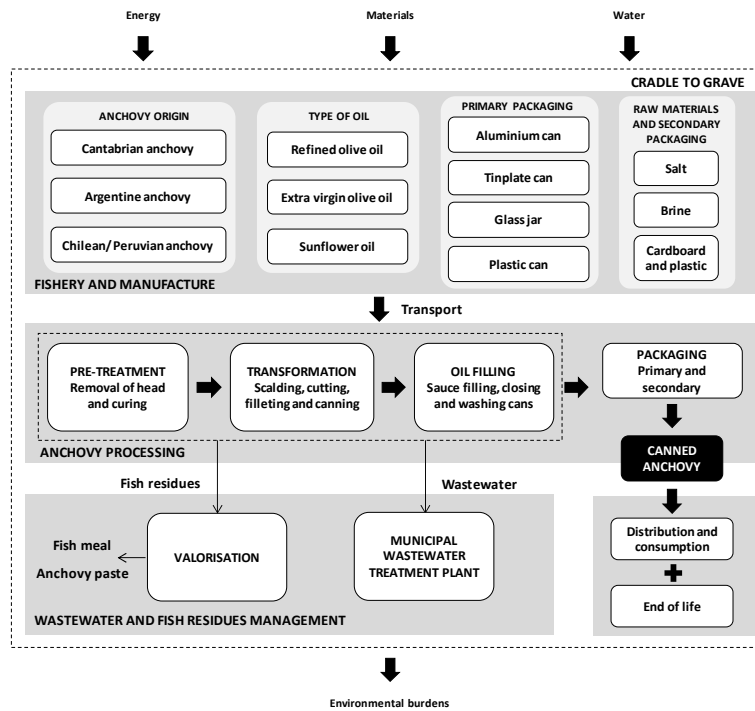 Energy
Materials
Water
CRADLE TO GRAVE
ANCHOVY ORIGIN
Cantabrian anchovy
Argentine anchovy
Chilean/Peruvian anchovy
TYPE OF OIL
Refined olive oil
Extra virgin olive oil
Sunflower oil
PRIMARY PACKAGING
Aluminium can
Tinplate can
Glass jar
Plastic can
RAW MATERIALS
AND SECONDARY
PACKAGING
Salt
Brine
Cardboard
and plastic
FISHERY AND MANUFACTURE
Transport
PRE-TREATMENT
Removal of head
and curing
TRANSFORMATION
Scalding, cutting,
filleting and canning
OIL FILLING
Sauce filling, closing
and washing cans
PACKAGING
Primary and
secondary
ANCHOVY PROCESSING
CANNED
ANCHOVY
Fish residues
Wastewater
Fish meal
Anchovy paste
VALORISATION
MUNICIPAL
WASTEWATER
TREATMENT PLANT
Distribution and
consumption
End of life
WASTEWATER AND FISH RESIDUES MANAGEMENT
Environmental burdens